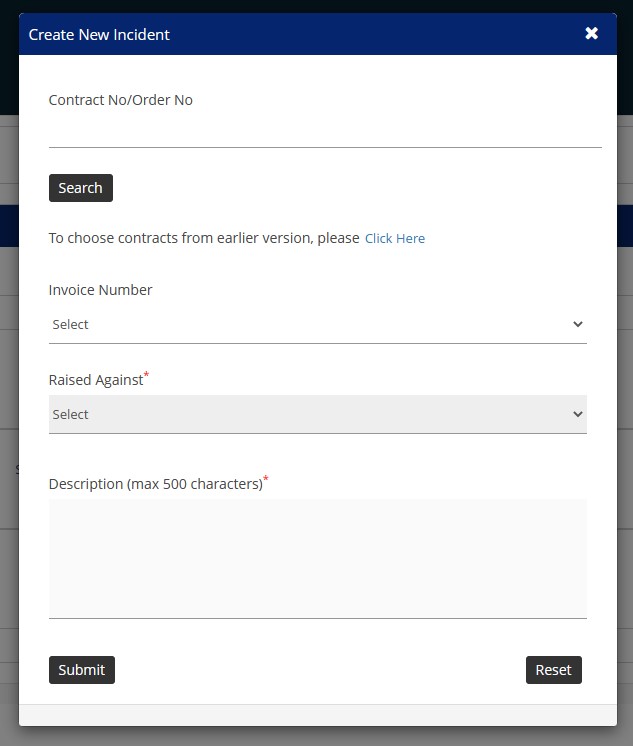 Create New Incident ✖
Contract No/Order No
Search
To choose contracts from earlier version, please Click Here
Invoice Number
Select
Raised Against*
Select
Description (max 500 characters)*
Submit
Reset